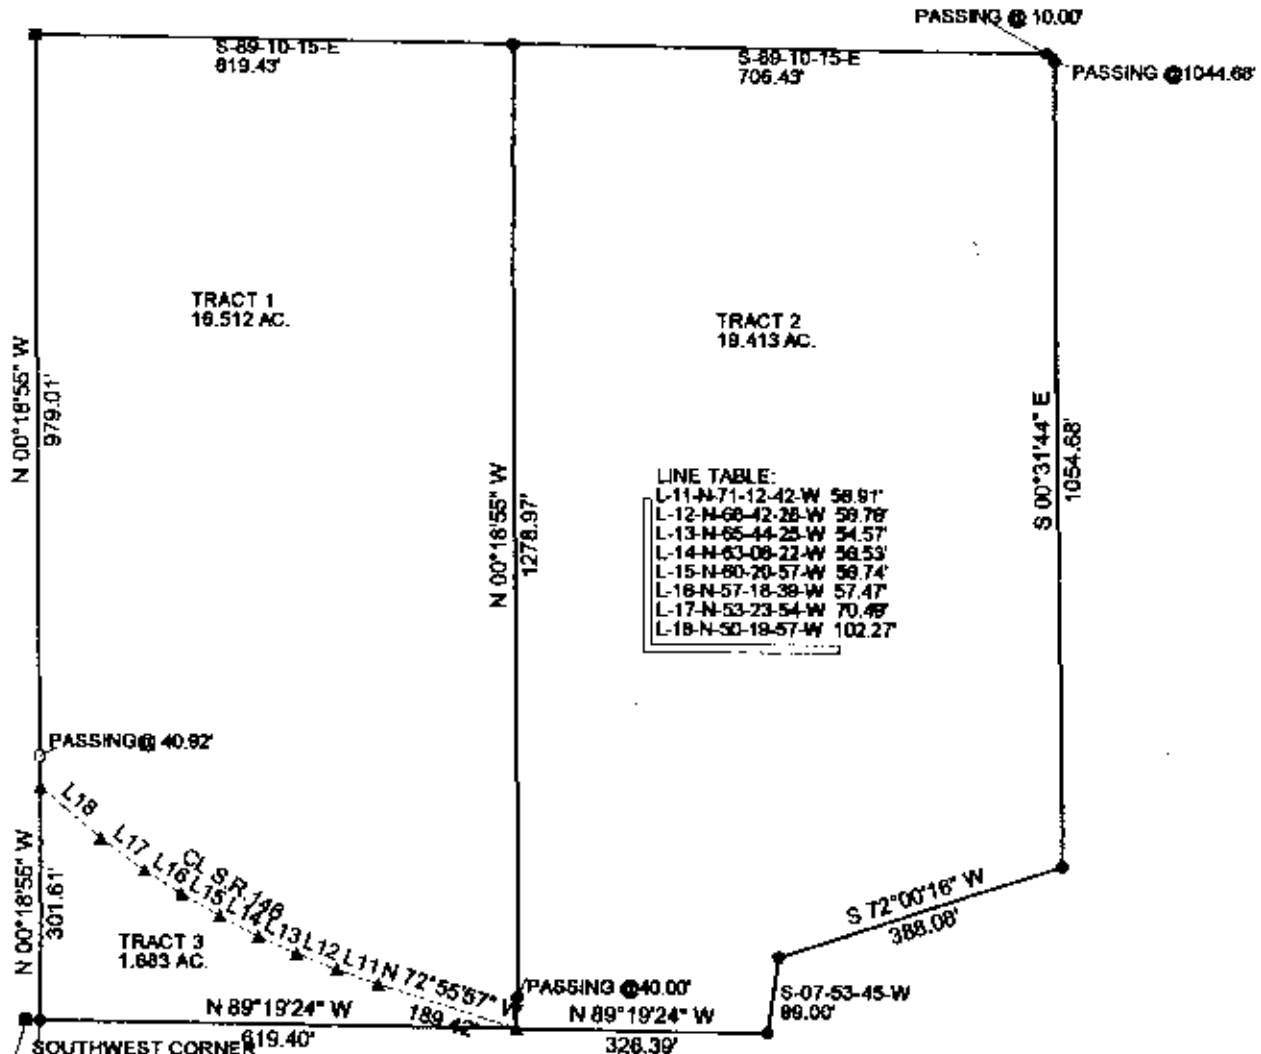 PASSING @ 10.00'
S-89-10-15-E
619.43'
S-89-10-15-E
706.43'
PASSING @1044.68'
TRACT 1
16.512 AC.
TRACT 2
19.413 AC.
N 00°18'55" W
979.01'
N 00°18'55" W
1278.97'
S 00°31'44" E
1054.68'
LINE TABLE:
L-11-N-71-12-42-W 58.91'
L-12-N-68-42-28-W 59.78'
L-13-N-65-44-25-W 54.57'
L-14-N-63-08-22-W 56.53'
L-15-N-60-20-57-W 56.74'
L-16-N-57-18-39-W 57.47'
L-17-N-53-23-54-W 70.49'
L-18-N-50-19-57-W 102.27'
PASSING@ 40.92'
L18
L17
L16
L15
L14
L13
L12
L11
CL S.R. 146
N 72°55'57" W
189.42'
N 00°18'55" W
301.61'
TRACT 3
1.683 AC.
PASSING @40.00'
S 72°00'16" W
388.08'
S-07-53-45-W
99.00'
N 89°19'24" W
619.40'
N 89°19'24" W
326.39'
SOUTHWEST CORNER